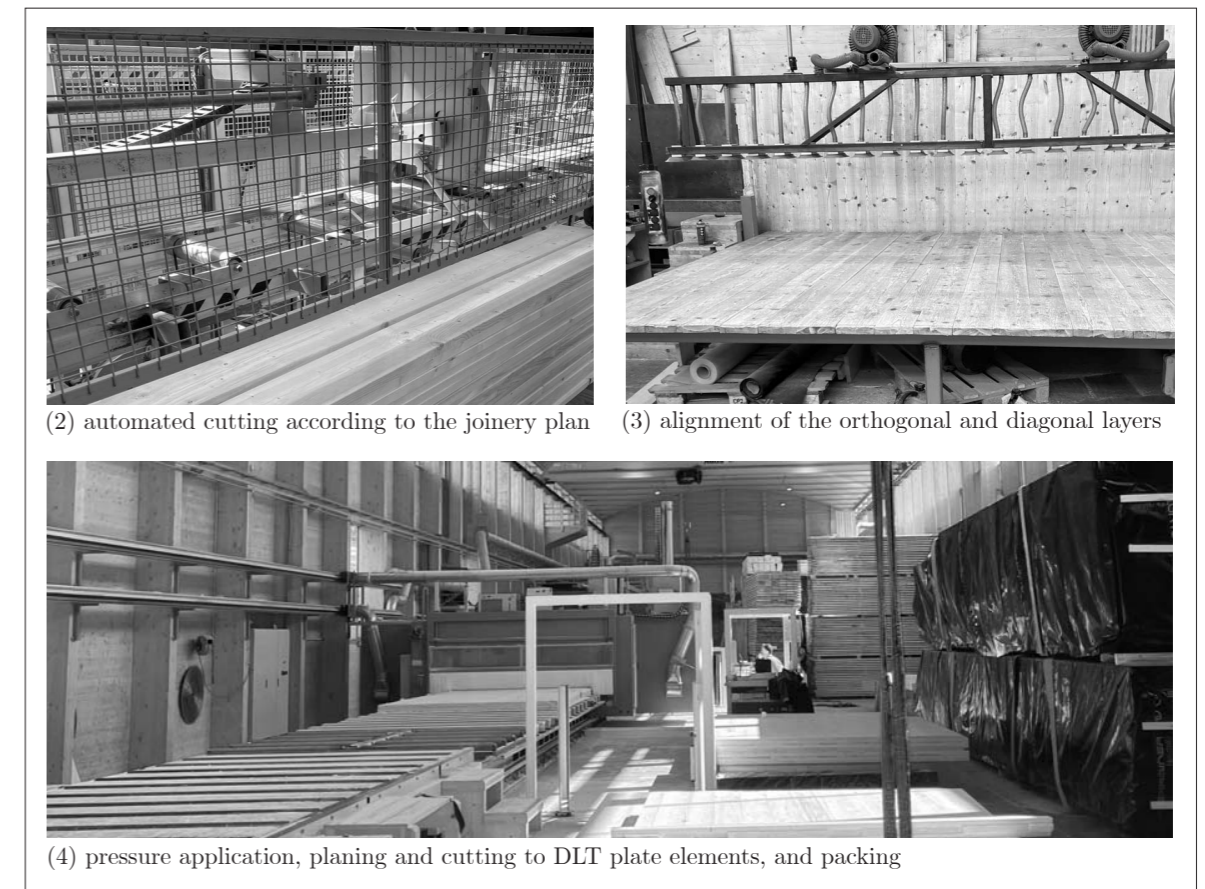 (2) automated cutting according to the joinery plan
(3) alignment of the orthogonal and diagonal layers
(4) pressure application, planing and cutting to DLT plate elements, and packing